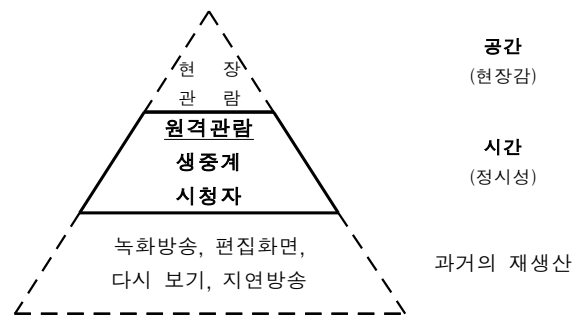 현 장
관 람
공간
(현장감)
원격관람
생중계
시청자
시간
(정시성)
녹화방송, 편집화면,
다시 보기, 지연방송
과거의 재생산